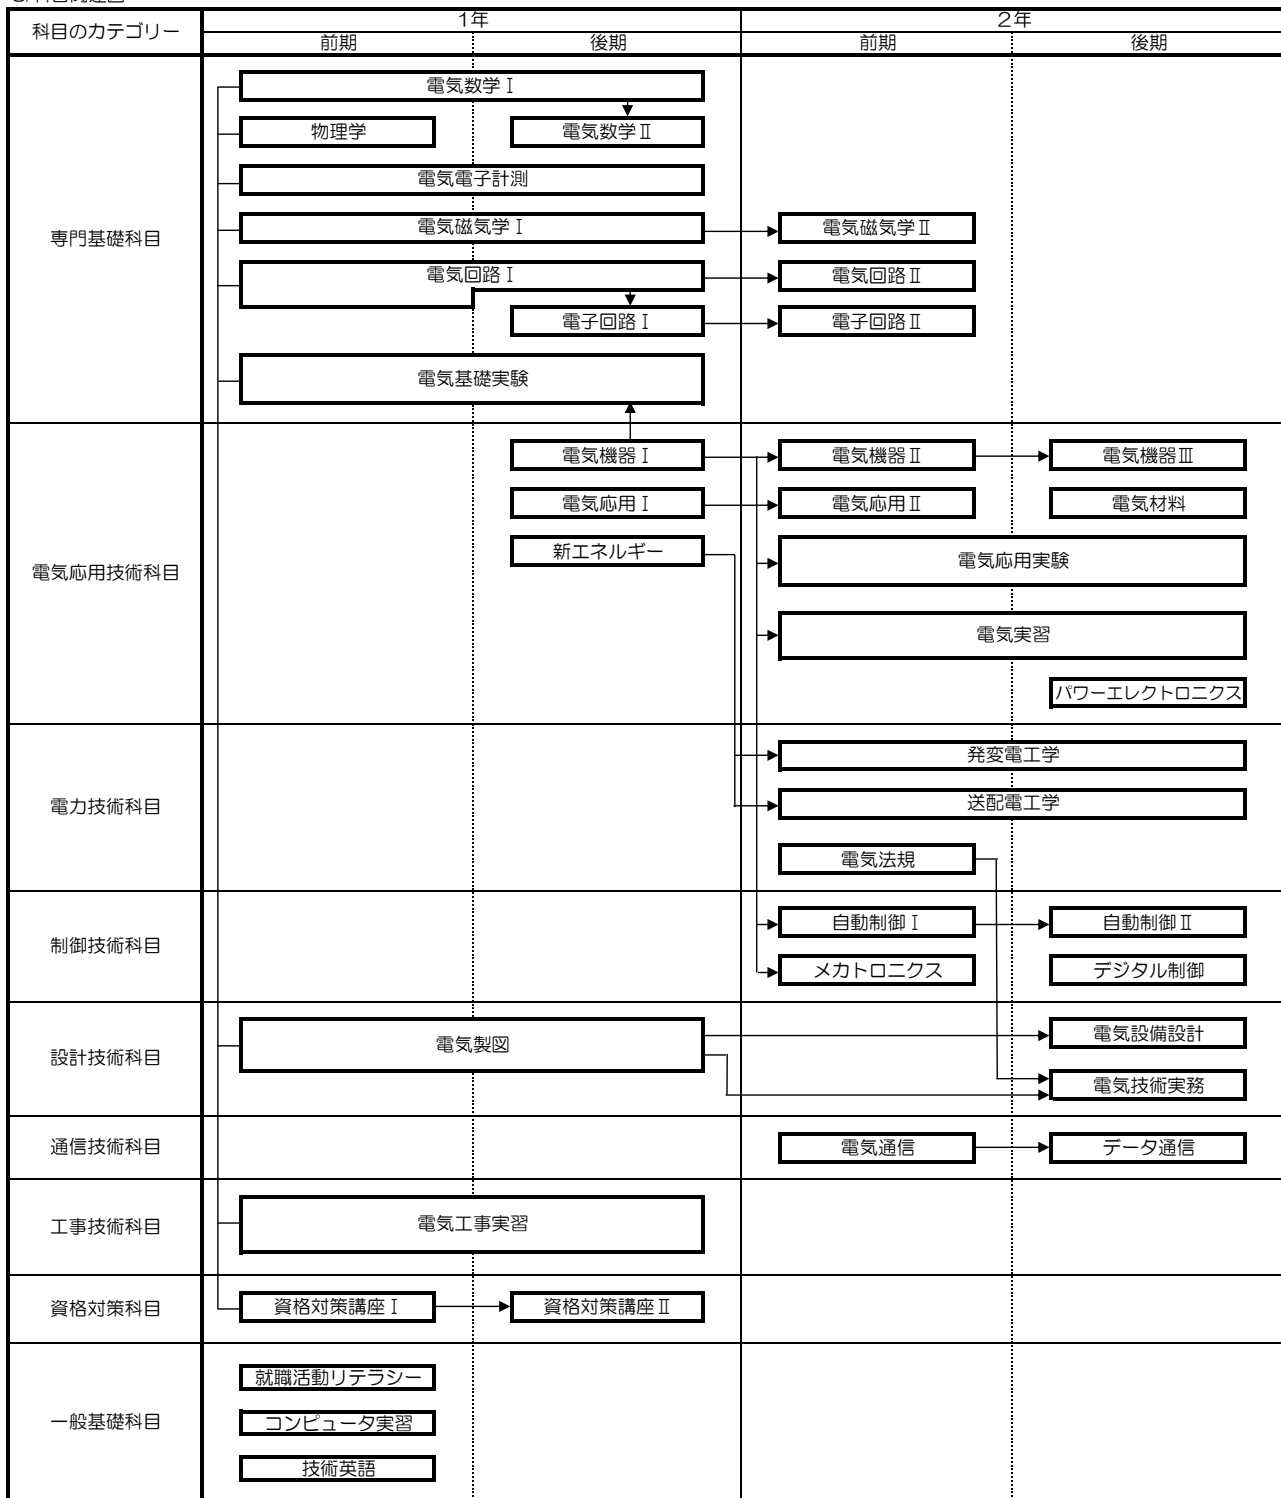 科目のカテゴリー
1年
2年
前期
後期
前期
後期
専門基礎科目
電気数学Ⅰ
物理学
電気数学Ⅱ
電気電子計測
電気磁気学Ⅰ
電気磁気学Ⅱ
電気回路Ⅰ
電気回路Ⅱ
電子回路Ⅰ
電子回路Ⅱ
電気基礎実験
電気応用技術科目
電気機器Ⅰ
電気機器Ⅱ
電気機器Ⅲ
電気応用Ⅰ
電気応用Ⅱ
電気材料
新エネルギー
電気応用実験
電気実習
パワーエレクトロニクス
電力技術科目
発変電工学
送配電工学
電気法規
制御技術科目
自動制御Ⅰ
自動制御Ⅱ
メカトロニクス
デジタル制御
設計技術科目
電気製図
電気設備設計
電気技術実務
通信技術科目
電気通信
データ通信
工事技術科目
電気工事実習
資格対策科目
資格対策講座Ⅰ
資格対策講座Ⅱ
一般基礎科目
就職活動リテラシー
コンピュータ実習
技術英語